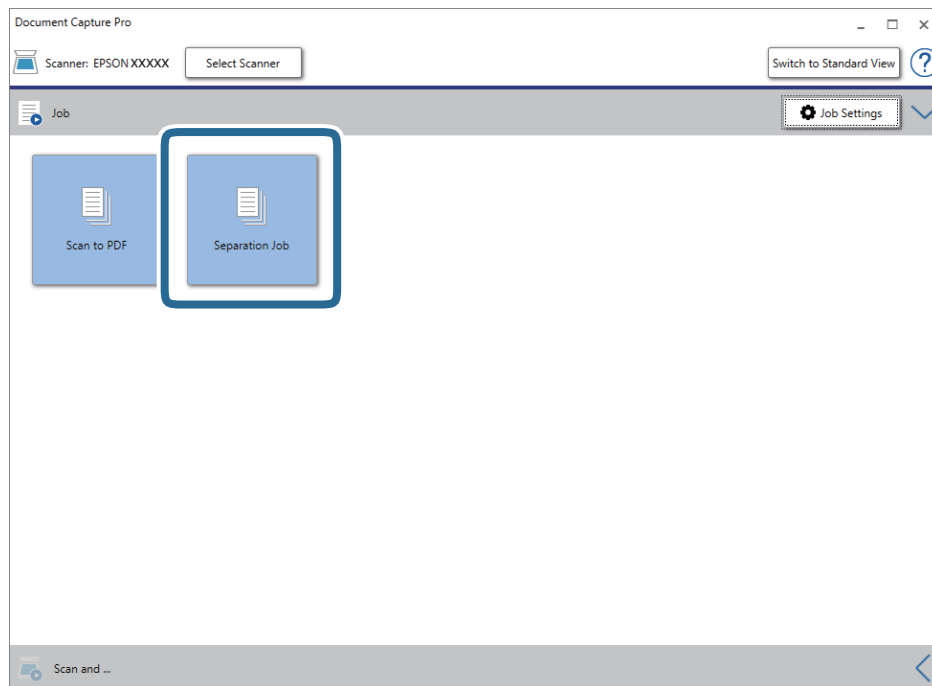 Document Capture Pro
Scanner: EPSON XXXXX
Select Scanner
Switch to Standard View
?
Job
Job Settings
Scan to PDF
Separation Job
Scan and ...